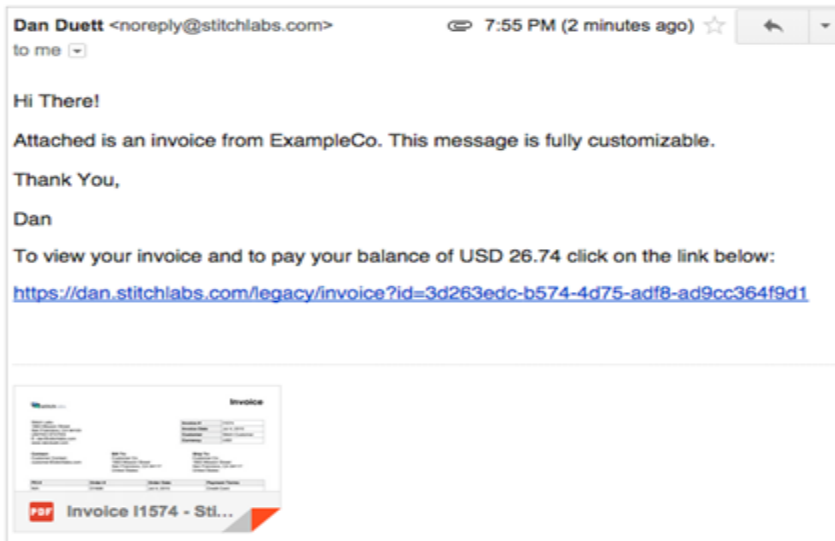 Dan Duett <noreply@stitchlabs.com> 7:55 PM (2 minutes ago)
to me
Hi There!
Attached is an invoice from ExampleCo. This message is fully customizable.
Thank You,
Dan
To view your invoice and to pay your balance of USD 26.74 click on the link below:
https://dan.stitchlabs.com/legacy/invoice?id=3d263edc-b574-4d75-adf8-ad9cc364f9d1
Invoice
PDF Invoice I1574 - Sti...